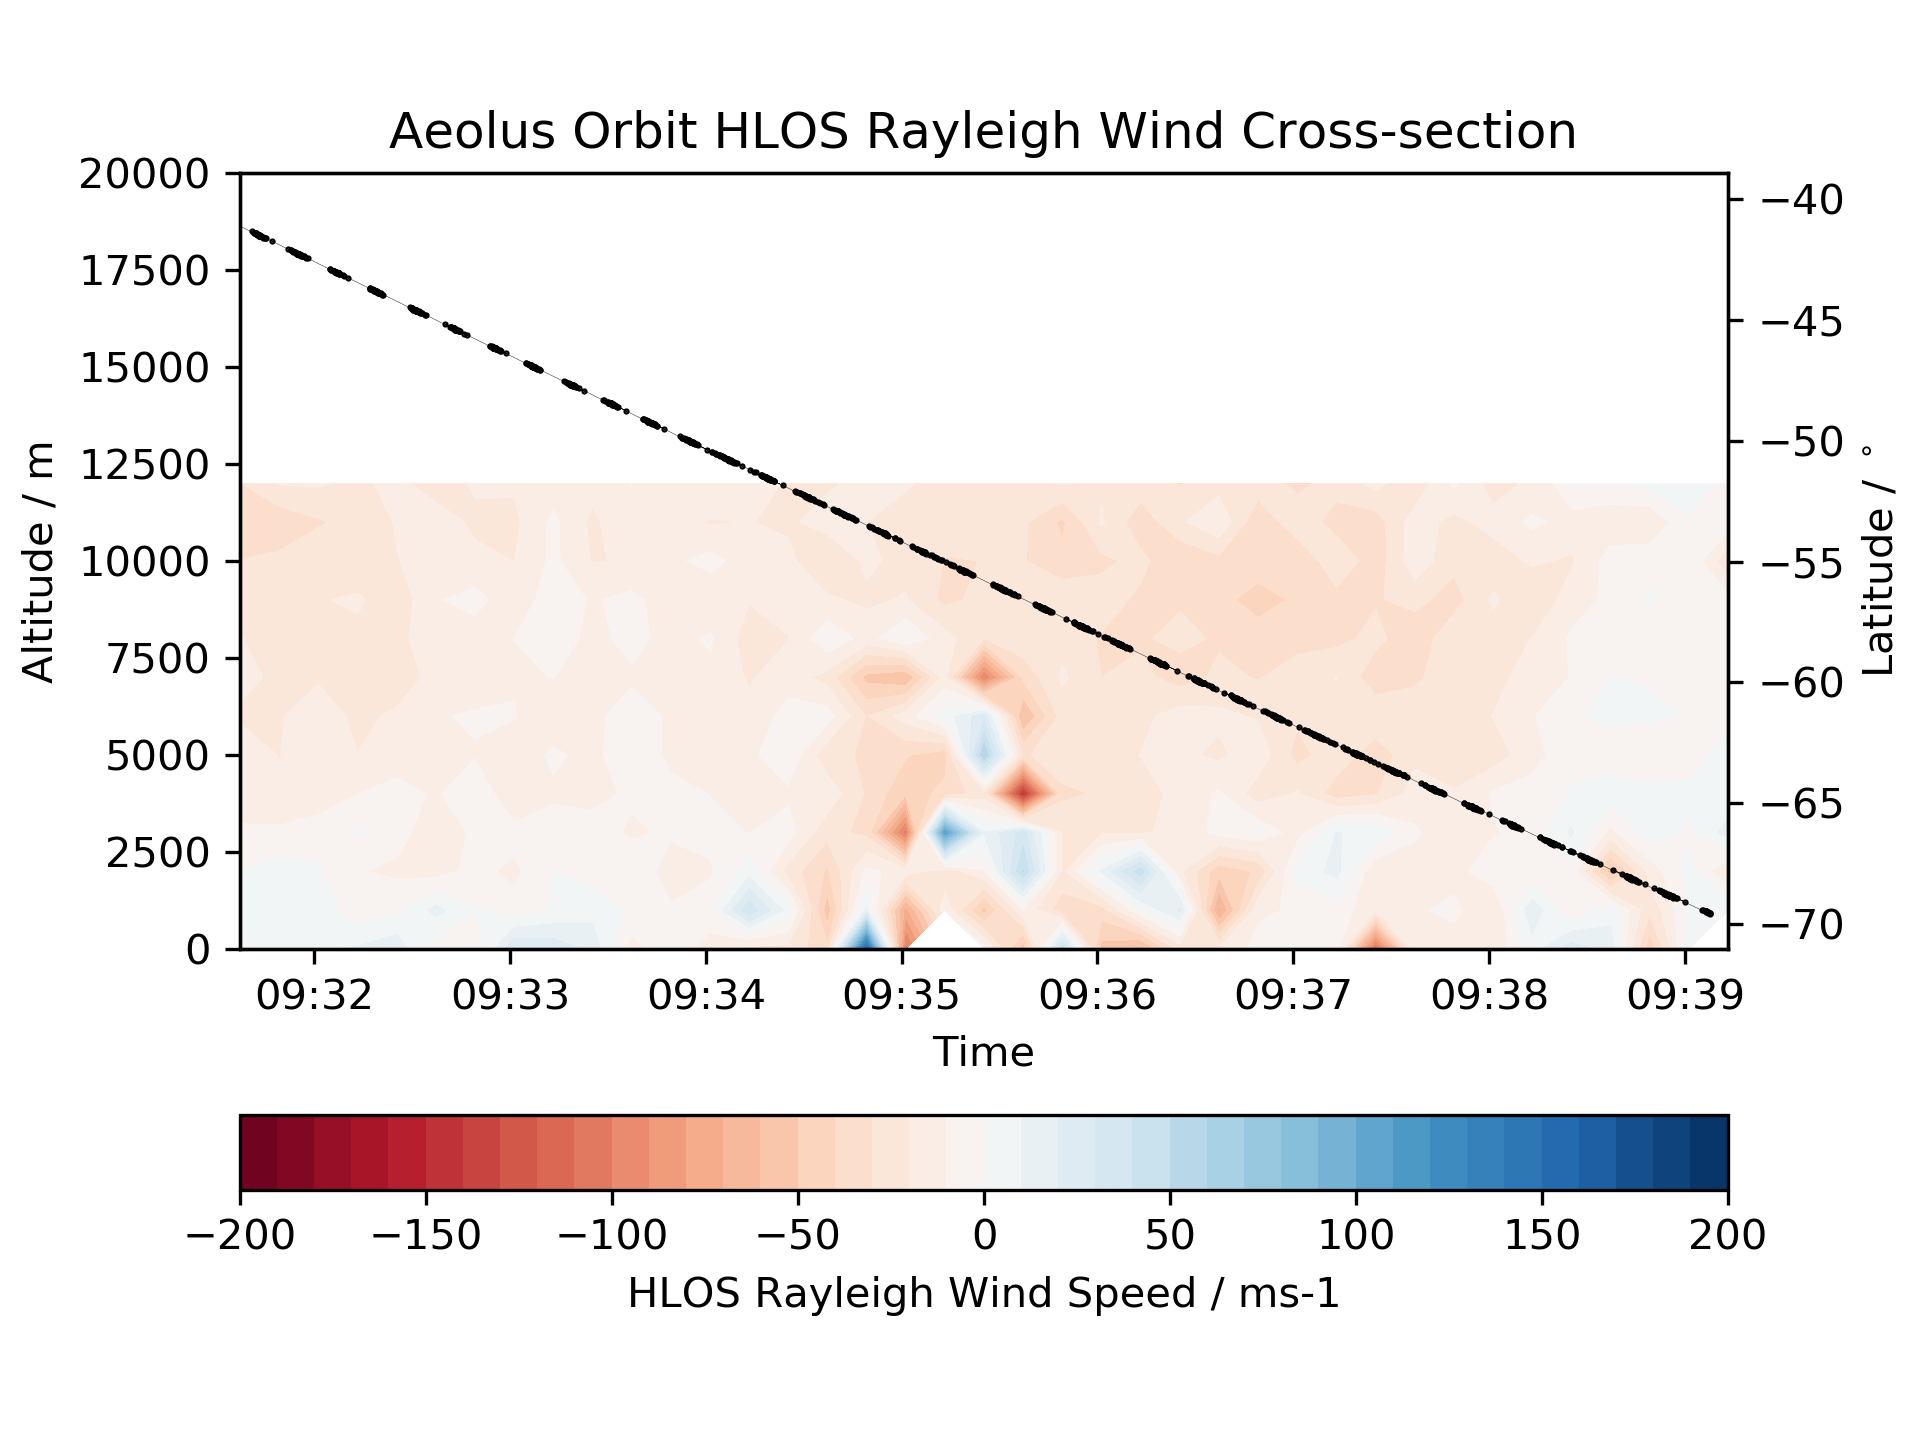 Aeolus Orbit HLOS Rayleigh Wind Cross-section
20000
17500
15000
12500
10000
7500
5000
2500
0
Altitude / m
−40
−45
−50
−55
−60
−65
−70
Latitude / °
09:32 09:33 09:34 09:35 09:36 09:37 09:38 09:39
Time
−200 −150 −100 −50 0 50 100 150 200
HLOS Rayleigh Wind Speed / ms-1